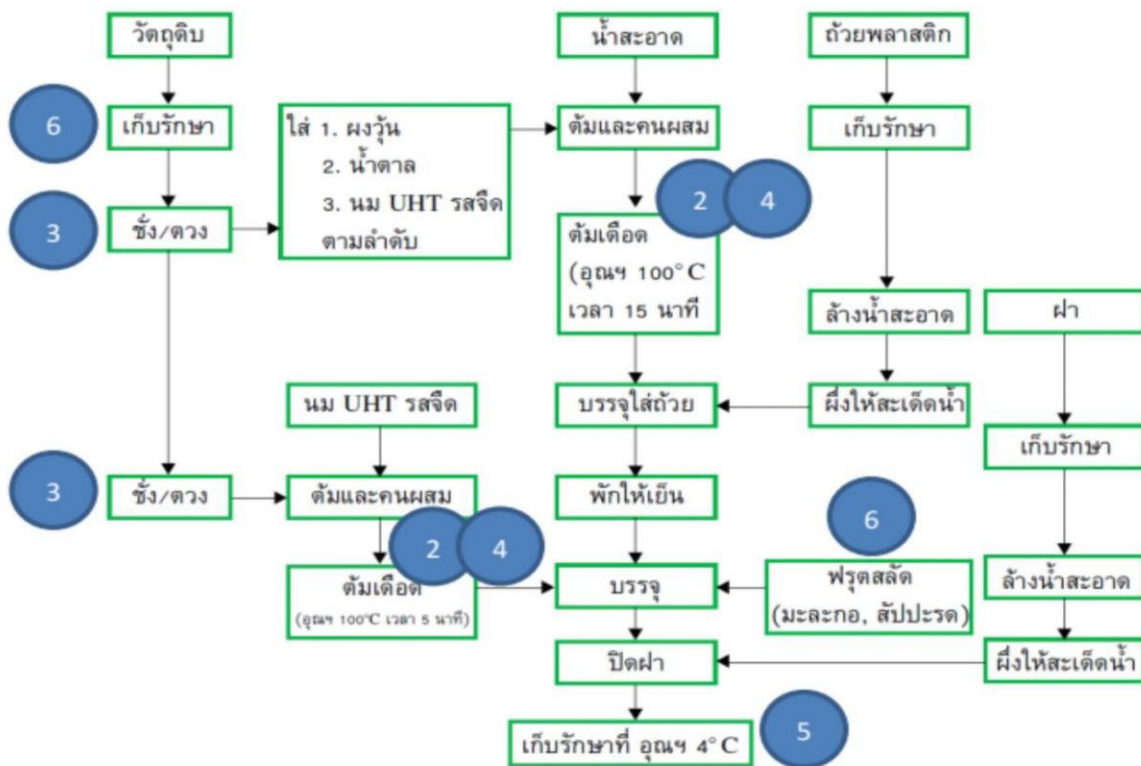 วัตถุดิบ
น้ำสะอาด
ถ้วยพลาสติก
6
เก็บรักษา
ใส่ 1. ผงวุ้น
2. น้ำตาล
3. นม UHT รสจืด
ตามลำดับ
ต้มและคนผสม
เก็บรักษา
3
ชั่ง/ตวง
2
4
ต้มเดือด
(อุณฯ 100°C
เวลา 15 นาที
ล้างน้ำสะอาด
ฝา
นม UHT รสจืด
บรรจุใส่ถ้วย
ผึ่งให้สะเด็ดน้ำ
เก็บรักษา
3
ชั่ง/ตวง
ต้มและคนผสม
พักให้เย็น
2
4
6
ต้มเดือด
(อุณฯ 100°C เวลา 5 นาที)
บรรจุ
ฟรุตสลัด
(มะละกอ, สัปปะรด)
ล้างน้ำสะอาด
ปิดฝา
ผึ่งให้สะเด็ดน้ำ
เก็บรักษาที่ อุณฯ 4°C
5